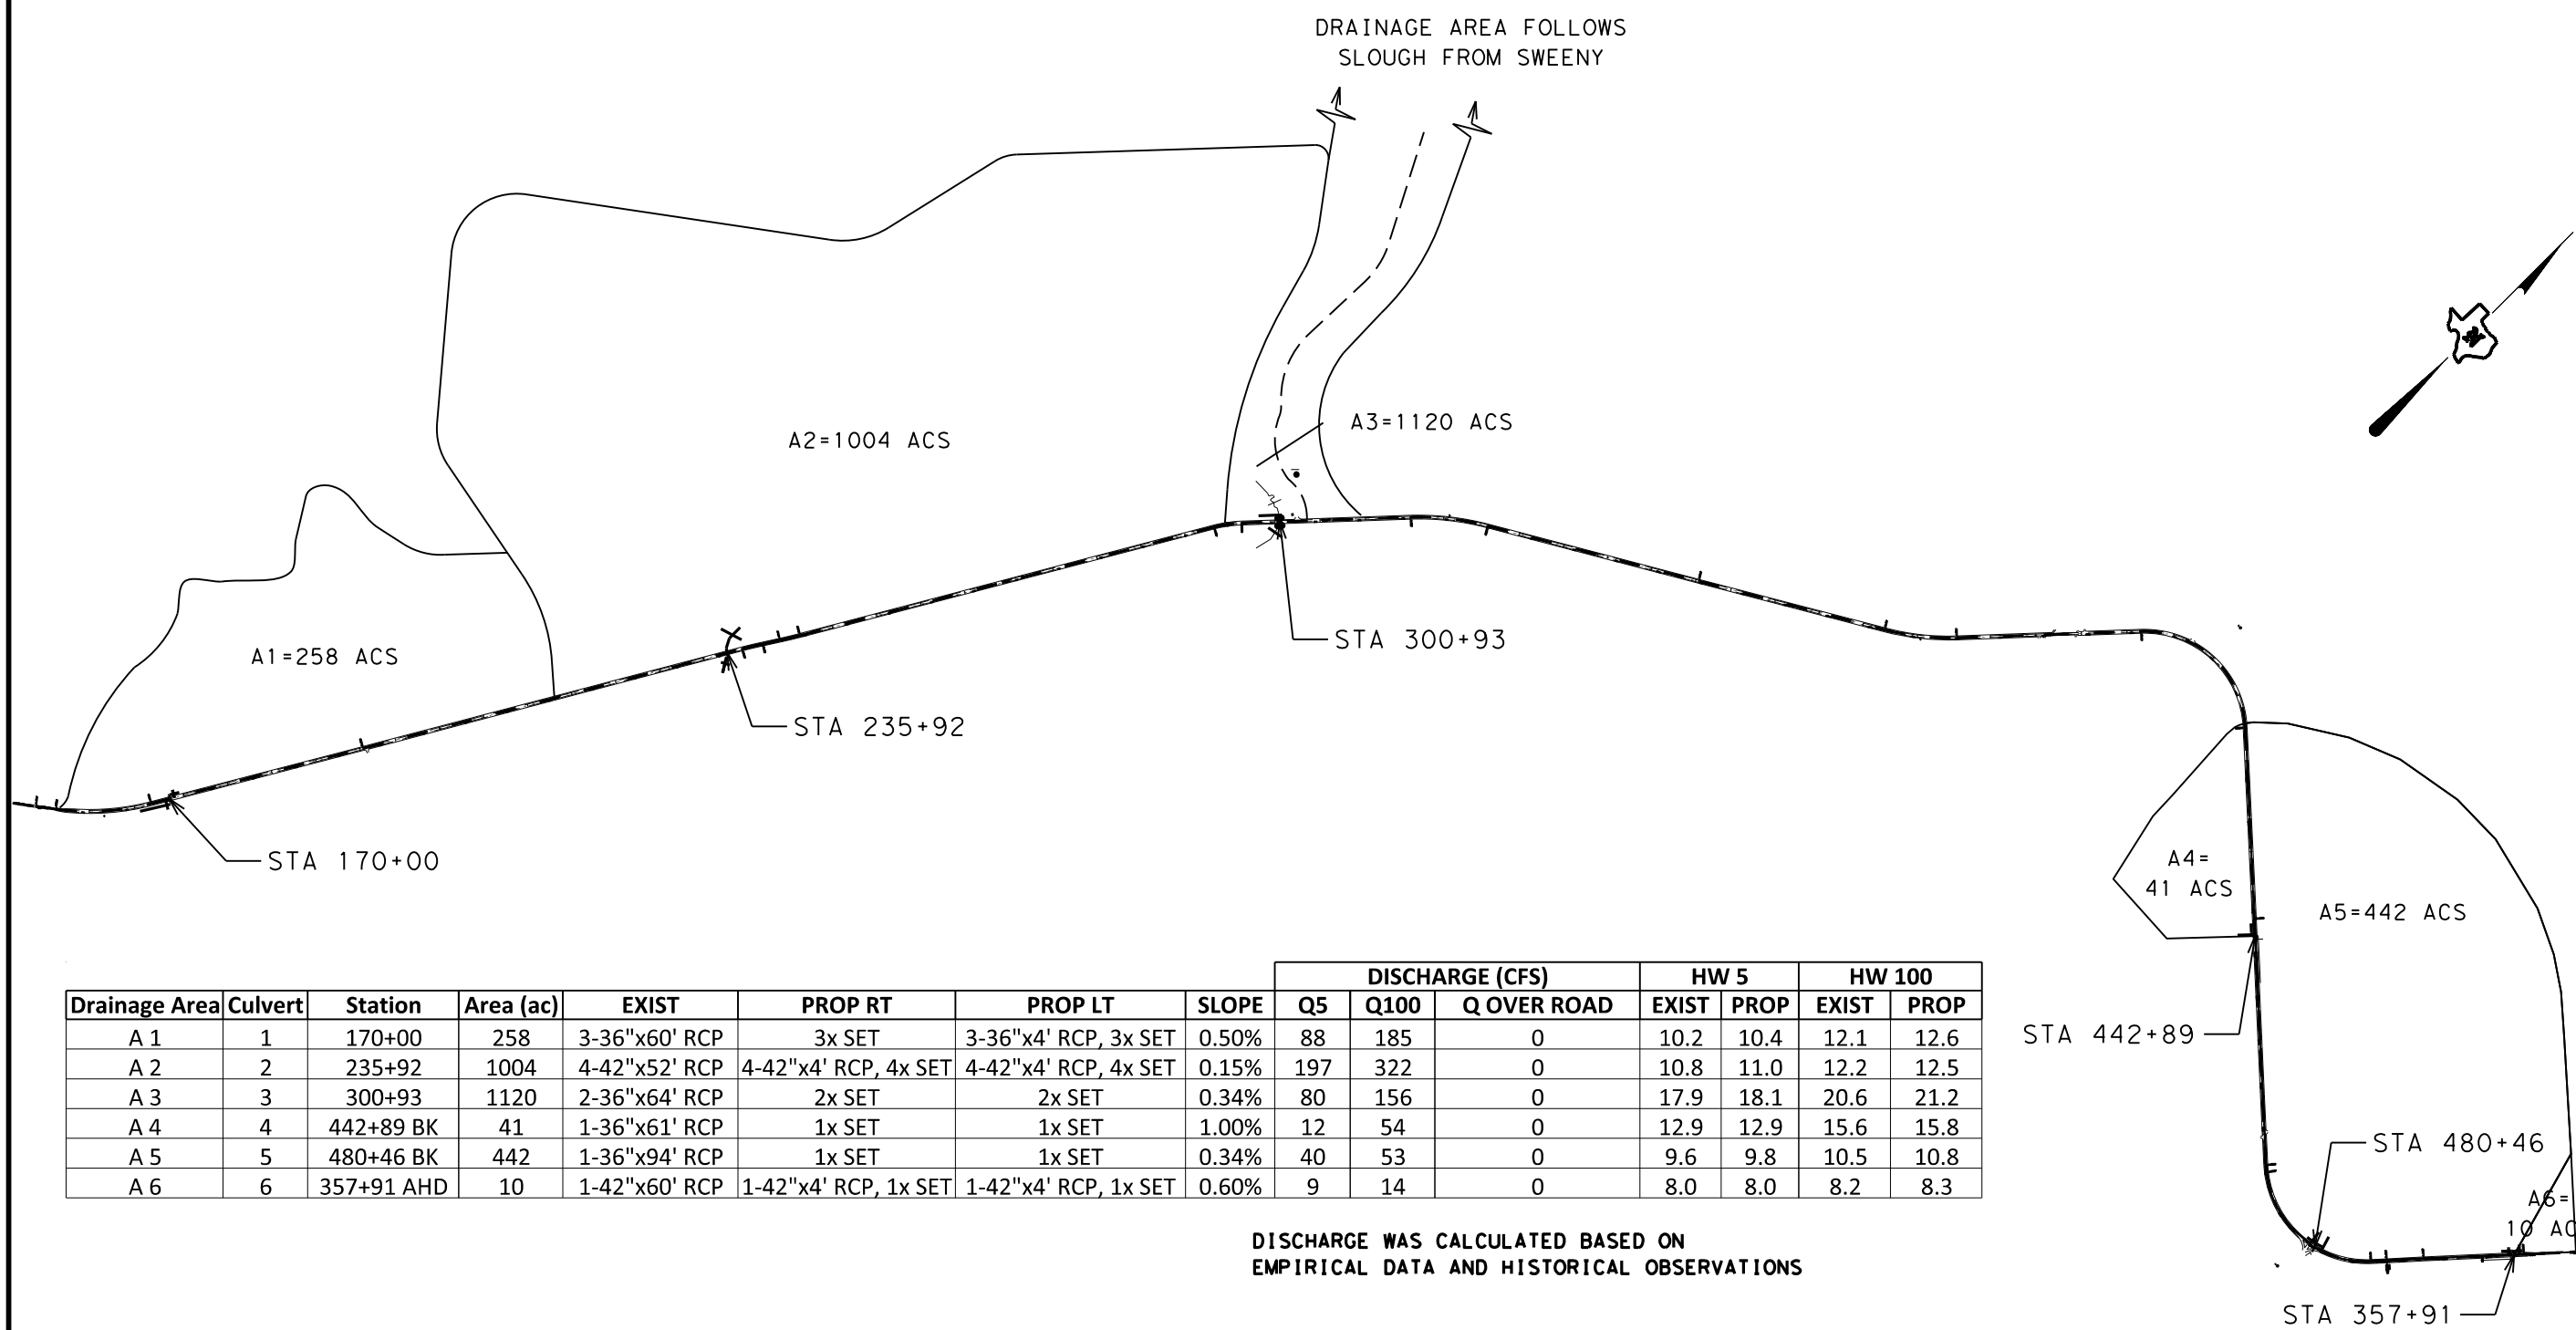 DRAINAGE AREA FOLLOWS
SLOUGH FROM SWEENY
A2=1004 ACS
A3=1120 ACS
A1=258 ACS
STA 300+93
STA 235+92
STA 170+00
A4=
41 ACS
A5=442 ACS
STA 442+89
STA 480+46
A6=
10 AC
STA 357+91
DISCHARGE (CFS) HW 5 HW 100
Drainage Area Culvert Station Area (ac) EXIST PROP RT PROP LT SLOPE Q5 Q100 Q OVER ROAD EXIST PROP EXIST PROP
A 1 1 170+00 258 3-36"x60' RCP 3x SET 3-36"x4' RCP, 3x SET 0.50% 88 185 0 10.2 10.4 12.1 12.6
A 2 2 235+92 1004 4-42"x52' RCP 4-42"x4' RCP, 4x SET 4-42"x4' RCP, 4x SET 0.15% 197 322 0 10.8 11.0 12.2 12.5
A 3 3 300+93 1120 2-36"x64' RCP 2x SET 2x SET 0.34% 80 156 0 17.9 18.1 20.6 21.2
A 4 4 442+89 BK 41 1-36"x61' RCP 1x SET 1x SET 1.00% 12 54 0 12.9 12.9 15.6 15.8
A 5 5 480+46 BK 442 1-36"x94' RCP 1x SET 1x SET 0.34% 40 53 0 9.6 9.8 10.5 10.8
A 6 6 357+91 AHD 10 1-42"x60' RCP 1-42"x4' RCP, 1x SET 1-42"x4' RCP, 1x SET 0.60% 9 14 0 8.0 8.0 8.2 8.3
DISCHARGE WAS CALCULATED BASED ON
EMPIRICAL DATA AND HISTORICAL OBSERVATIONS